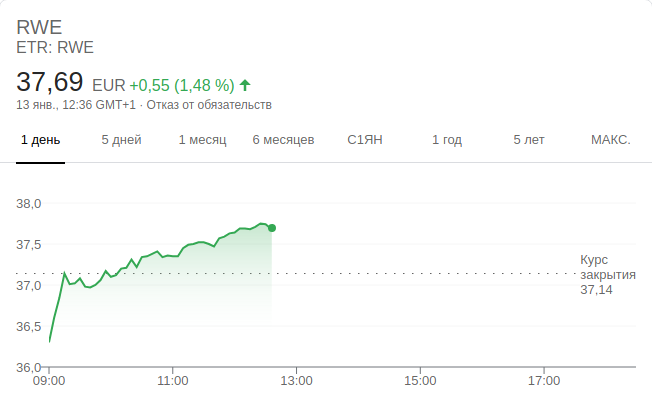 RWE
ETR: RWE
37,69 EUR +0,55 (1,48 %)
13 янв., 12:36 GMT+1 · Отказ от обязательств
1 день 5 дней 1 месяц 6 месяцев С1ЯН 1 год 5 лет МАКС.
38,0
37,5
37,0
36,5
36,0
Курс
закрытия
37,14
09:00 11:00 13:00 15:00 17:00